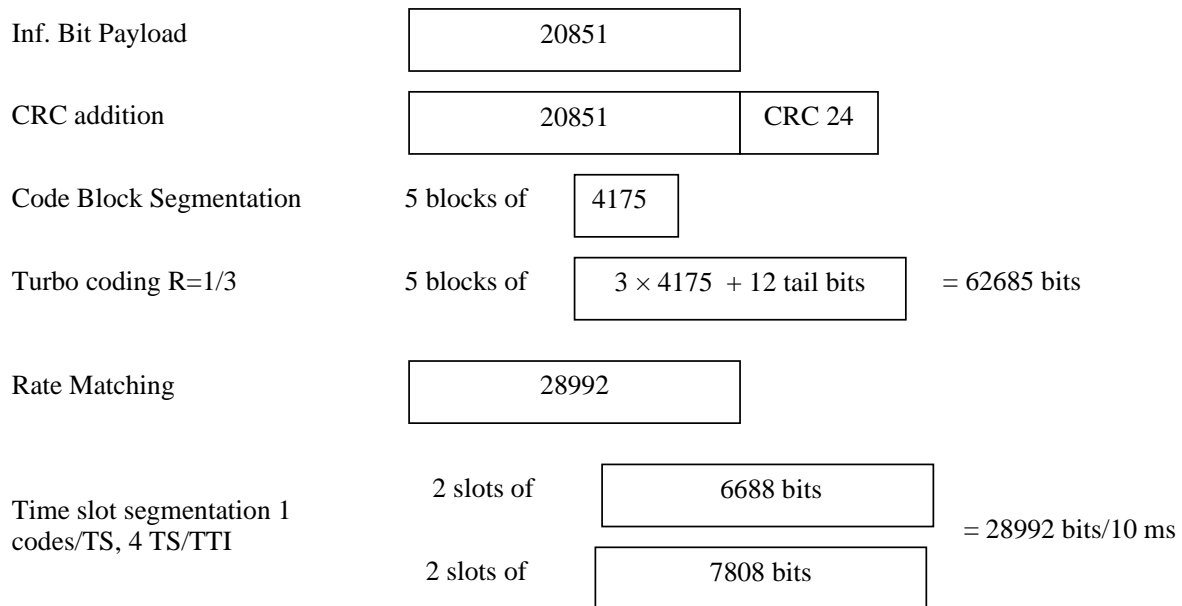 Inf. Bit Payload 20851
CRC addition 20851 CRC 24
Code Block Segmentation 5 blocks of 4175
Turbo coding R=1/3 5 blocks of 3 × 4175 + 12 tail bits = 62685 bits
Rate Matching 28992
Time slot segmentation 1
codes/TS, 4 TS/TTI
2 slots of 6688 bits
2 slots of 7808 bits
= 28992 bits/10 ms